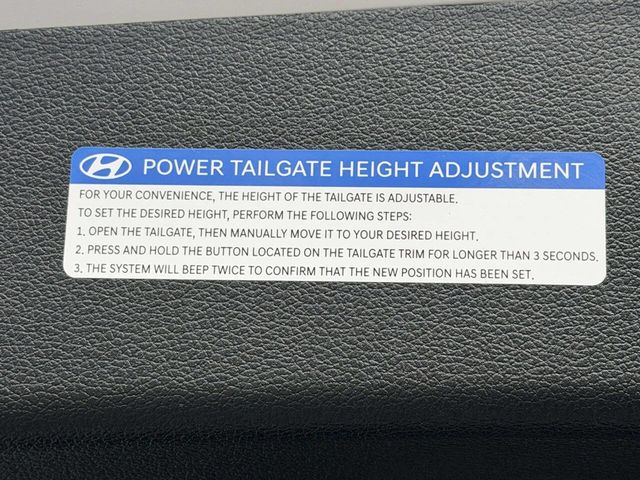 POWER TAILGATE HEIGHT ADJUSTMENT
FOR YOUR CONVENIENCE, THE HEIGHT OF THE TAILGATE IS ADJUSTABLE.
TO SET THE DESIRED HEIGHT, PERFORM THE FOLLOWING STEPS:
1. OPEN THE TAILGATE, THEN MANUALLY MOVE IT TO YOUR DESIRED HEIGHT.
2. PRESS AND HOLD THE BUTTON LOCATED ON THE TAILGATE TRIM FOR LONGER THAN 3 SECONDS.
3. THE SYSTEM WILL BEEP TWICE TO CONFIRM THAT THE NEW POSITION HAS BEEN SET.